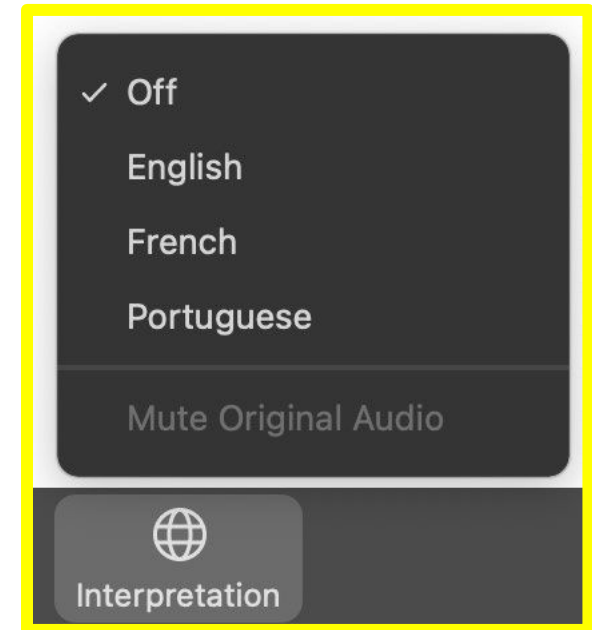 Off
English
French
Portuguese
Mute Original Audio
Interpretation